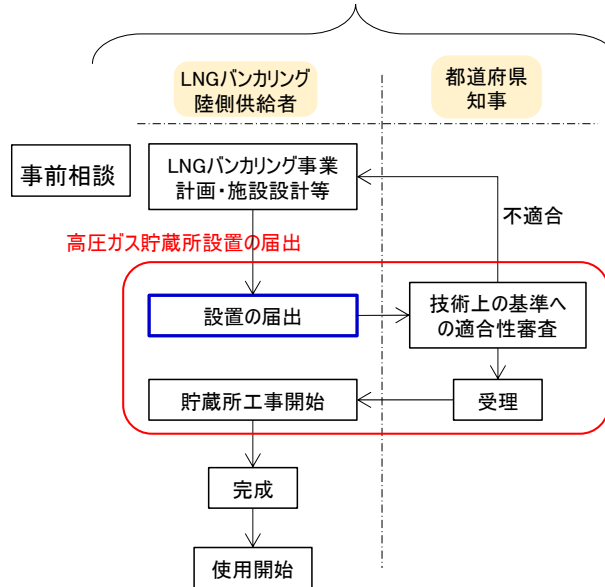 LNGバンカリング
陸側供給者
都道府県
知事
事前相談
LNGバンカリング事業
計画・施設設計等
不適合
高圧ガス貯蔵所設置の届出
設置の届出
技術上の基準へ
の適合性審査
貯蔵所工事開始
受理
完成
使用開始